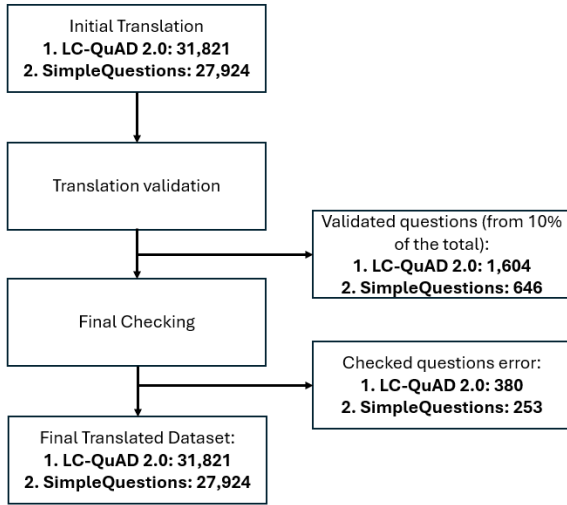 Initial Translation
1. LC-QuAD 2.0: 31,821
2. SimpleQuestions: 27,924
Translation validation
Validated questions (from 10%
of the total):
1. LC-QuAD 2.0: 1,604
2. SimpleQuestions: 646
Final Checking
Checked questions error:
1. LC-QuAD 2.0: 380
2. SimpleQuestions: 253
Final Translated Dataset:
1. LC-QuAD 2.0: 31,821
2. SimpleQuestions: 27,924